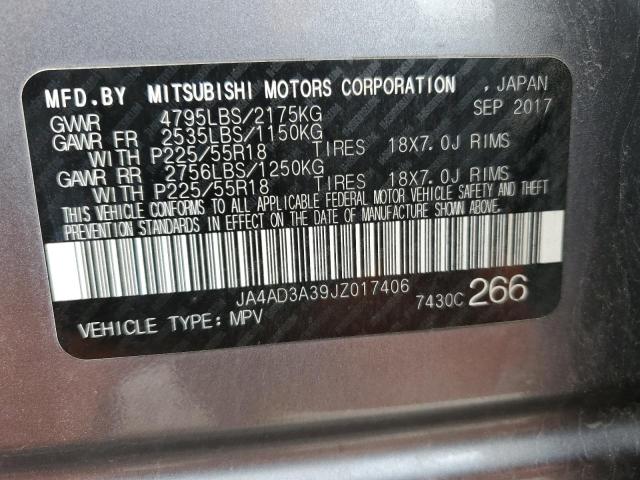 MFD.BY MITSUBISHI MOTORS CORPORATION , JAPAN
GVWR 4795LBS/2175KG SEP 2017
GAWR FR 2535LBS/1150KG
WITH P225/55R18 TIRES 18X7.0J RIMS
GAWR RR 2756LBS/1250KG
WITH P225/55R18 TIRES 18X7.0J RIMS
THIS VEHICLE CONFORMS TO ALL APPLICABLE FEDERAL MOTOR VEHICLE SAFETY AND THEFT
PREVENTION STANDARDS IN EFFECT ON THE DATE OF MANUFACTURE SHOWN ABOVE.
JA4AD3A39JZ017406
VEHICLE TYPE: MPV 7430C 266